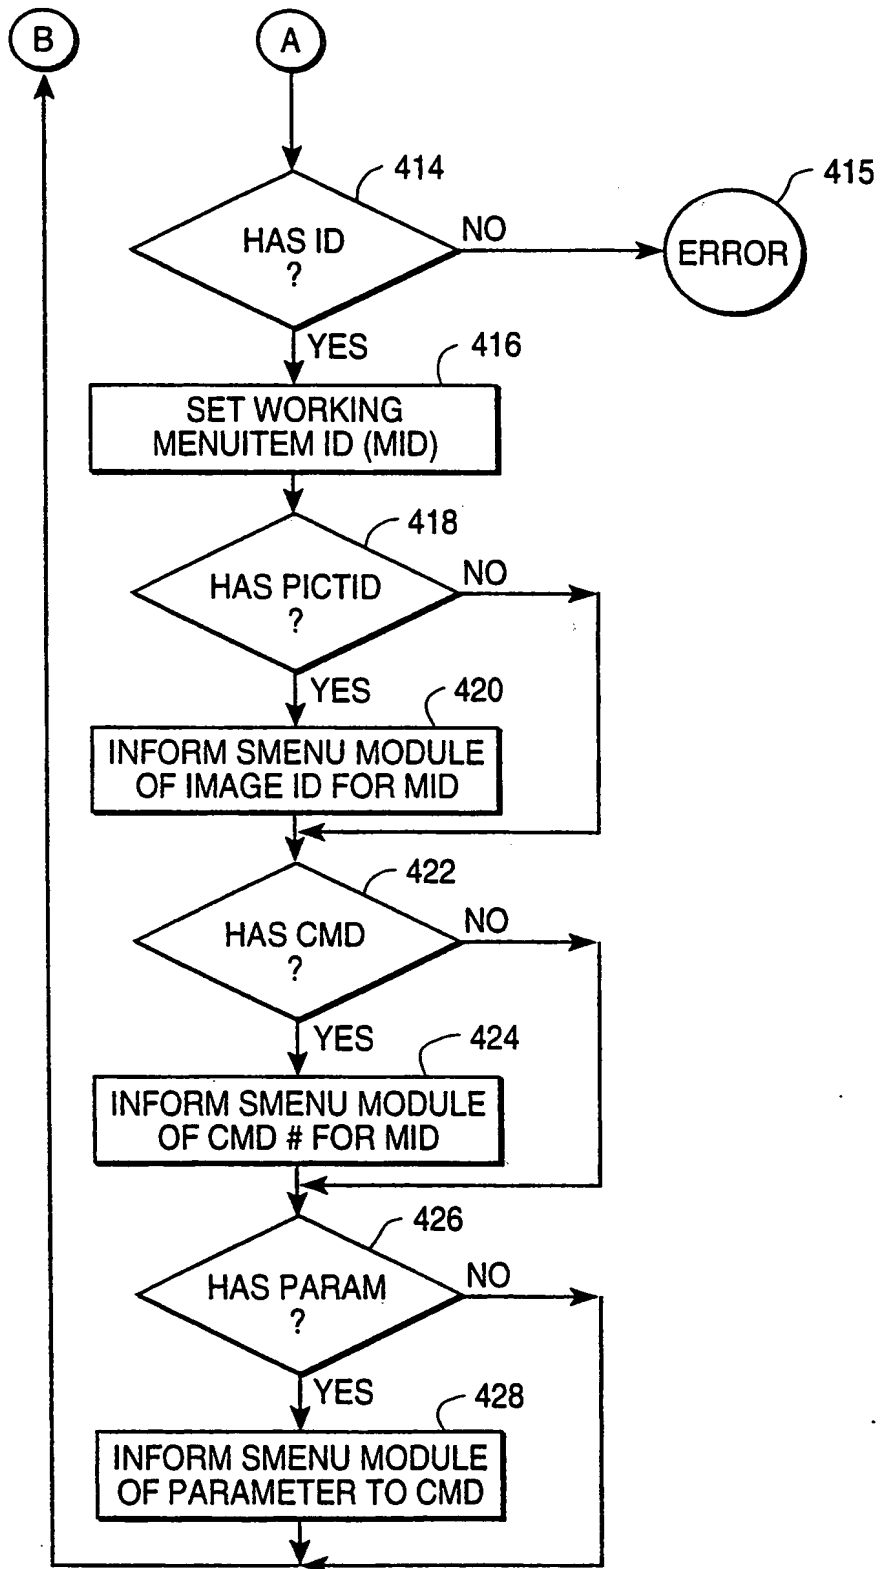 B
A
414
415
HAS ID
?
NO
ERROR
YES
416
SET WORKING
MENUITEM ID (MID)
418
HAS PICTID
?
NO
YES
420
INFORM SMENU MODULE
OF IMAGE ID FOR MID
422
HAS CMD
?
NO
YES
424
INFORM SMENU MODULE
OF CMD # FOR MID
426
HAS PARAM
?
NO
YES
428
INFORM SMENU MODULE
OF PARAMETER TO CMD